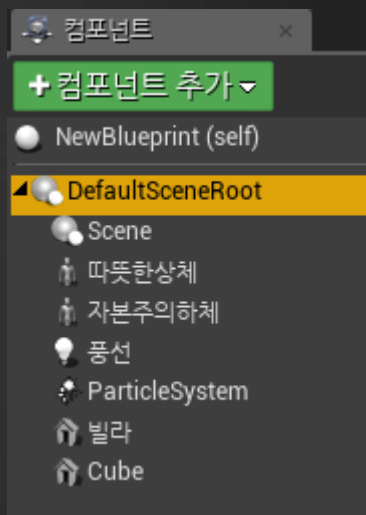 컴포넌트
+컴포넌트 추가
NewBlueprint (self)
DefaultSceneRoot
Scene
따뜻한상체
자본주의하체
풍선
ParticleSystem
빌라
Cube